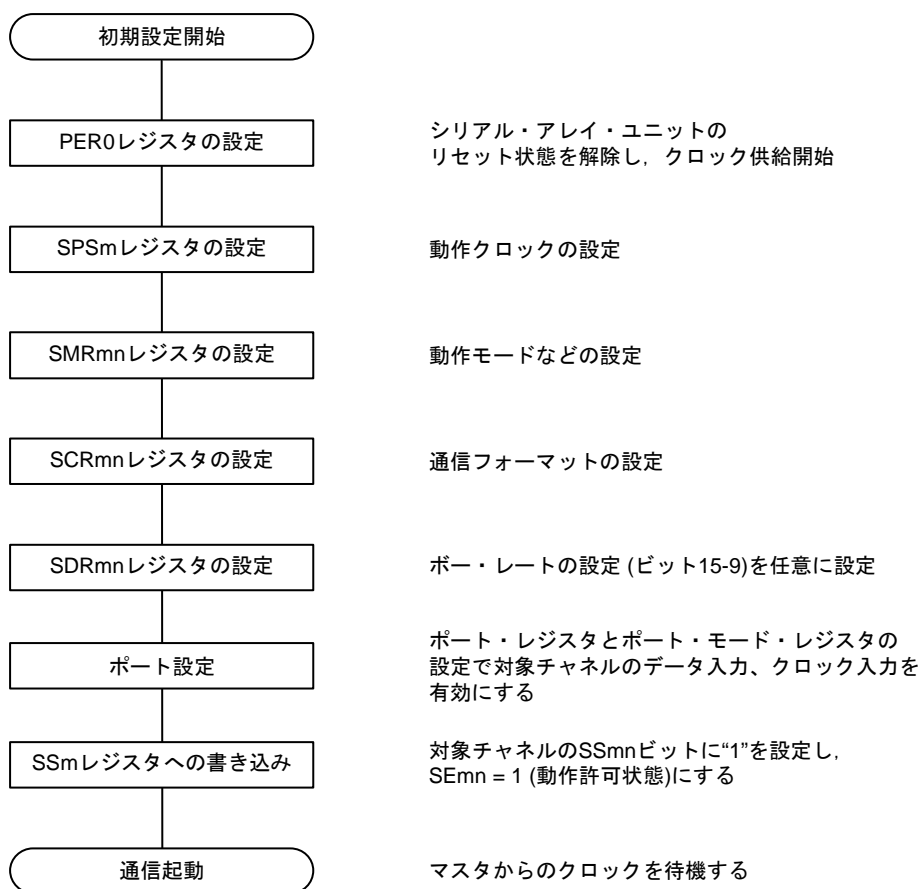 初期設定開始
PER0レジスタの設定
シリアル・アレイ・ユニットの
リセット状態を解除し，クロック供給開始
SPSmレジスタの設定
動作クロックの設定
SMRmnレジスタの設定
動作モードなどの設定
SCRmnレジスタの設定
通信フォーマットの設定
SDRmnレジスタの設定
ボー・レートの設定 (ビット15-9)を任意に設定
ポート設定
ポート・レジスタとポート・モード・レジスタの
設定で対象チャネルのデータ入力、クロック入力を
有効にする
SSmレジスタへの書き込み
対象チャネルのSSmnビットに“1”を設定し，
SEmn = 1 (動作許可状態)にする
通信起動
マスタからのクロックを待機する